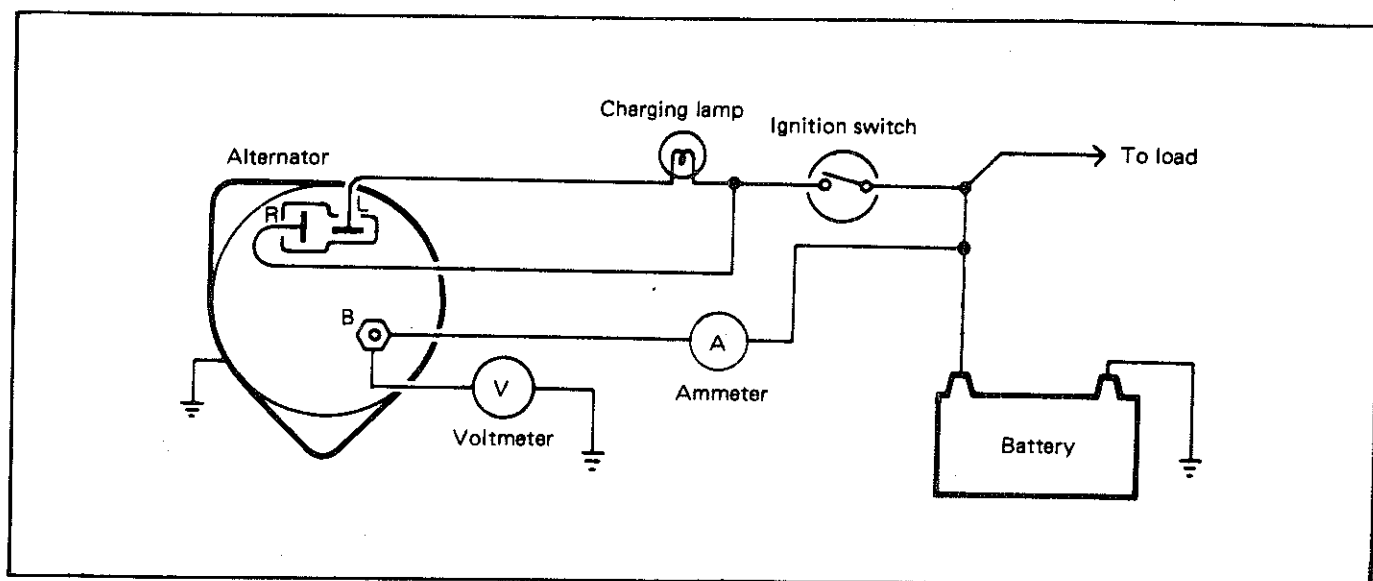 Charging lamp
Ignition switch
Alternator
To load
R
L
B
A
V
Ammeter
Voltmeter
Battery